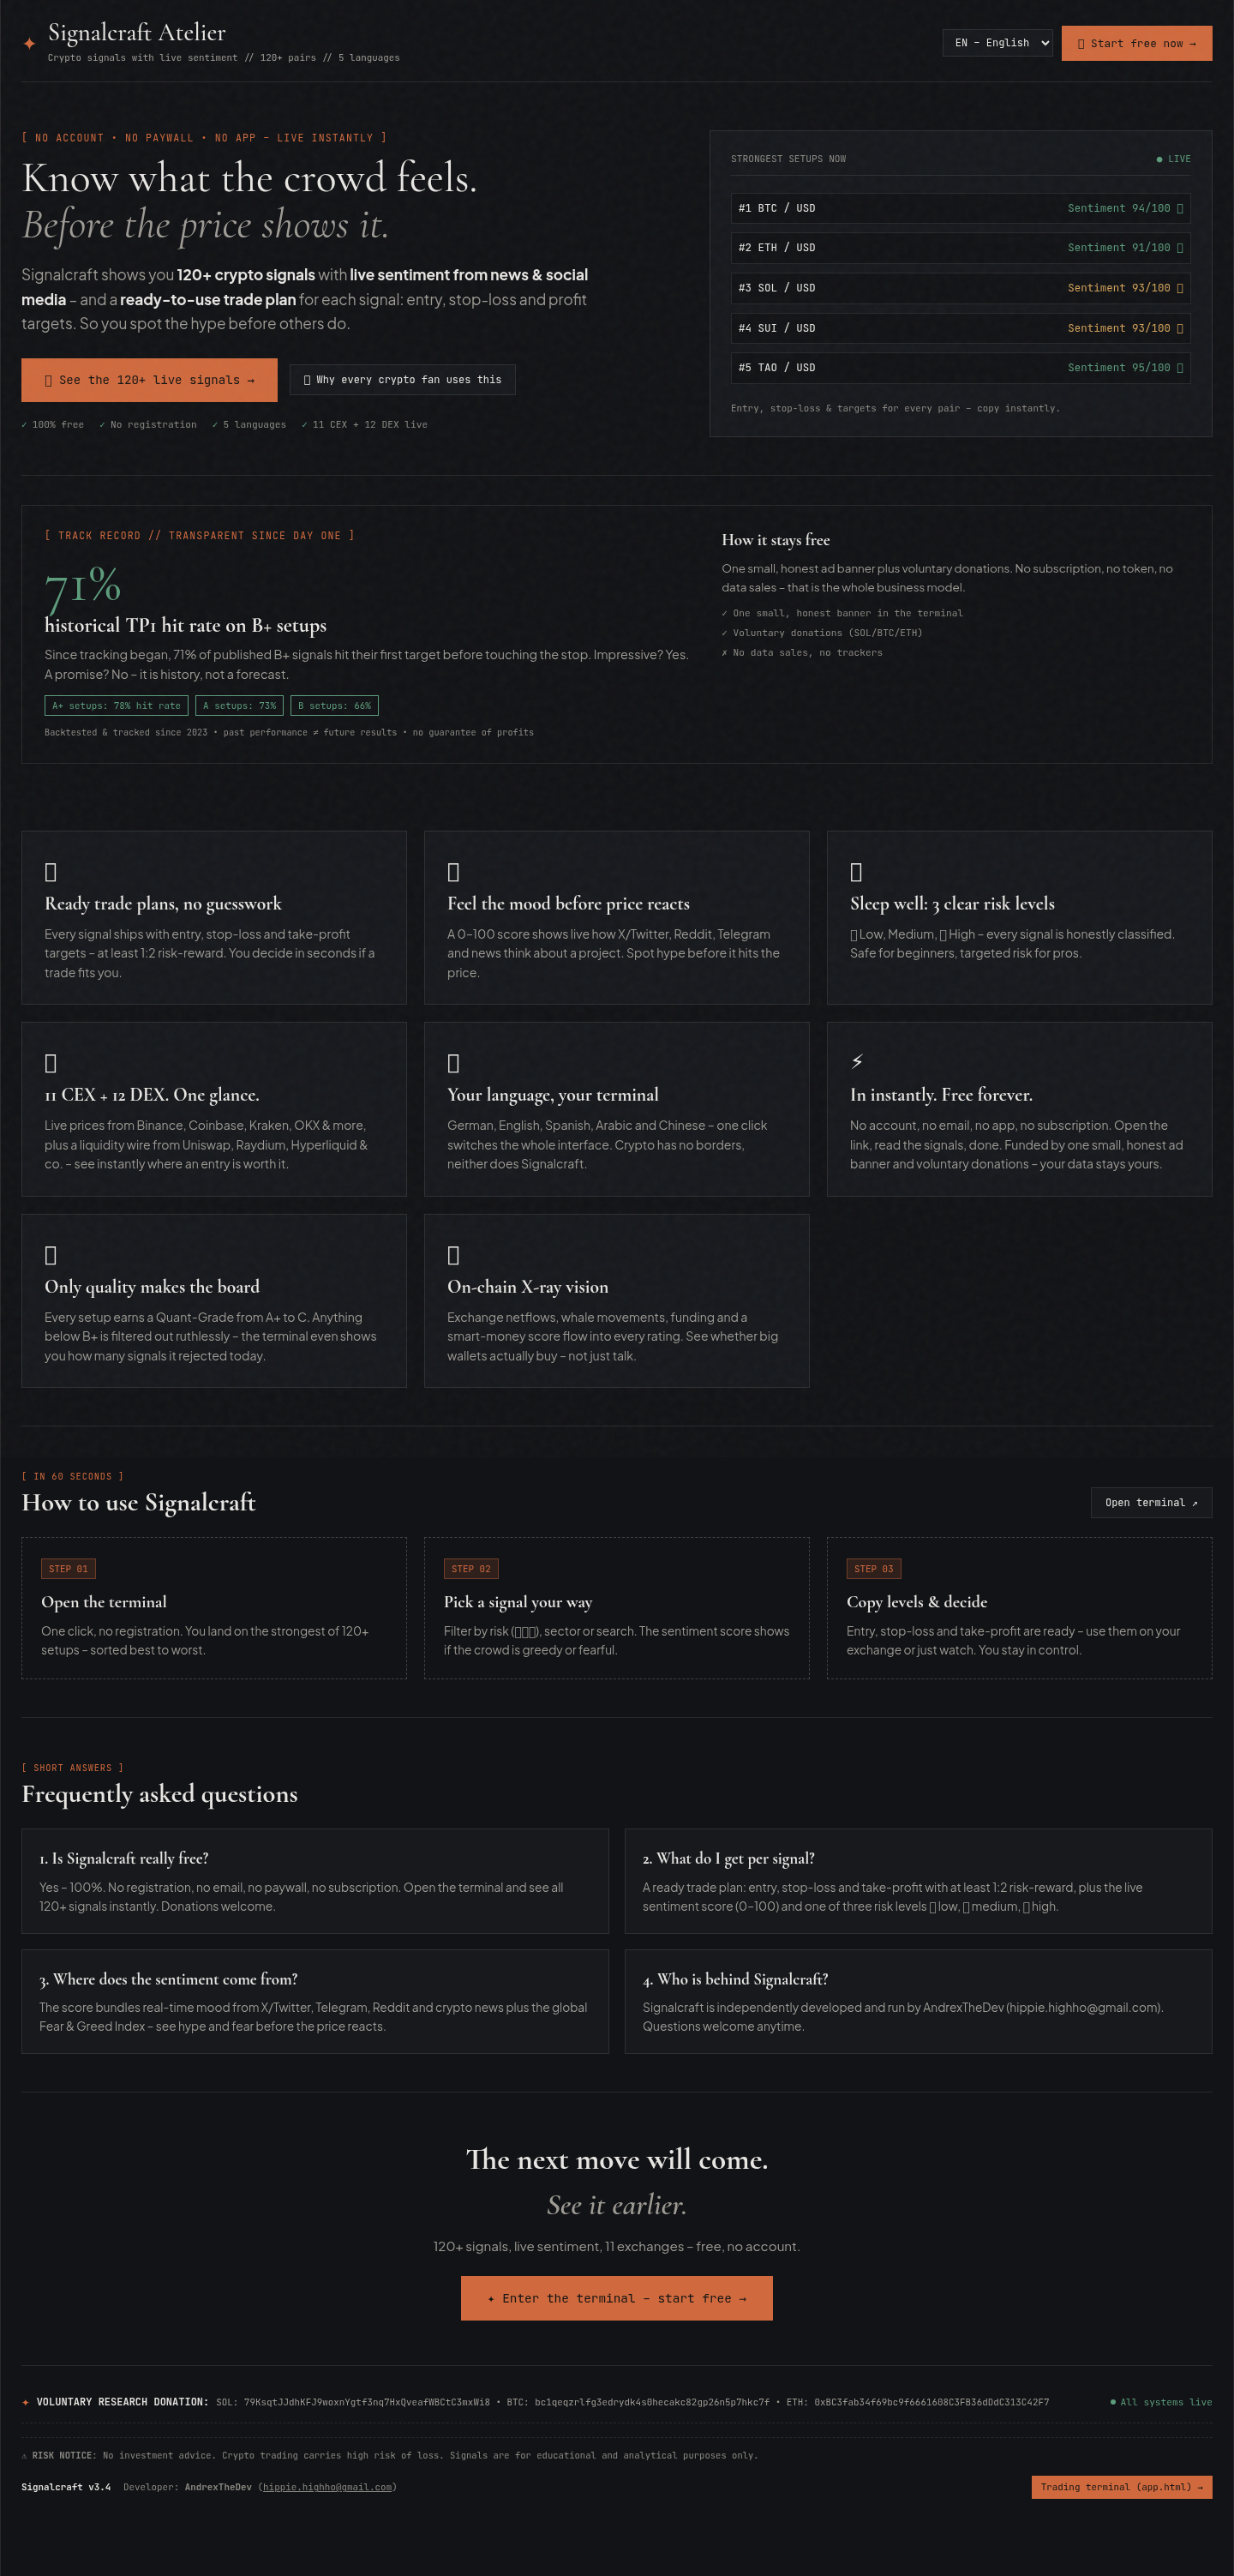 ✦ Signalcraft Atelier
Crypto signals with live sentiment // 120+ pairs // 5 languages
EN – English
Start free now →
[ NO ACCOUNT • NO PAYWALL • NO APP – LIVE INSTANTLY ]
Know what the crowd feels.
Before the price shows it.
Signalcraft shows you 120+ crypto signals with live sentiment from news & social
media – and a ready-to-use trade plan for each signal: entry, stop-loss and profit
targets. So you spot the hype before others do.
See the 120+ live signals →
Why every crypto fan uses this
✓ 100% free ✓ No registration ✓ 5 languages ✓ 11 CEX + 12 DEX live
STRONGEST SETUPS NOW
● LIVE
#1 BTC / USD Sentiment 94/100
#2 ETH / USD Sentiment 91/100
#3 SOL / USD Sentiment 93/100
#4 SUI / USD Sentiment 93/100
#5 TAO / USD Sentiment 95/100
Entry, stop-loss & targets for every pair – copy instantly.
[ TRACK RECORD // TRANSPARENT SINCE DAY ONE ]
71%
historical TP1 hit rate on B+ setups
Since tracking began, 71% of published B+ signals hit their first target before touching the stop. Impressive? Yes.
A promise? No – it is history, not a forecast.
A+ setups: 78% hit rate
A setups: 73%
B setups: 66%
Backtested & tracked since 2023 • past performance ≠ future results • no guarantee of profits
How it stays free
One small, honest ad banner plus voluntary donations. No subscription, no token, no
data sales – that is the whole business model.
✓ One small, honest banner in the terminal
✓ Voluntary donations (SOL/BTC/ETH)
✗ No data sales, no trackers
Ready trade plans, no guesswork
Every signal ships with entry, stop-loss and take-profit
targets – at least 1:2 risk-reward. You decide in seconds if a
trade fits you.
Feel the mood before price reacts
A 0–100 score shows live how X/Twitter, Reddit, Telegram
and news think about a project. Spot hype before it hits the
price.
Sleep well: 3 clear risk levels
Low, Medium, High – every signal is honestly classified.
Safe for beginners, targeted risk for pros.
11 CEX + 12 DEX. One glance.
Live prices from Binance, Coinbase, Kraken, OKX & more,
plus a liquidity wire from Uniswap, Raydium, Hyperliquid &
co. – see instantly where an entry is worth it.
Your language, your terminal
German, English, Spanish, Arabic and Chinese – one click
switches the whole interface. Crypto has no borders,
neither does Signalcraft.
⚡
In instantly. Free forever.
No account, no email, no app, no subscription. Open the
link, read the signals, done. Funded by one small, honest ad
banner and voluntary donations – your data stays yours.
Only quality makes the board
Every setup earns a Quant-Grade from A+ to C. Anything
below B+ is filtered out ruthlessly – the terminal even shows
you how many signals it rejected today.
On-chain X-ray vision
Exchange netflows, whale movements, funding and a
smart-money score flow into every rating. See whether big
wallets actually buy – not just talk.
[ IN 60 SECONDS ]
How to use Signalcraft
Open terminal ↗
STEP 01
Open the terminal
One click, no registration. You land on the strongest of 120+
setups – sorted best to worst.
STEP 02
Pick a signal your way
Filter by risk (), sector or search. The sentiment score shows
if the crowd is greedy or fearful.
STEP 03
Copy levels & decide
Entry, stop-loss and take-profit are ready – use them on your
exchange or just watch. You stay in control.
[ SHORT ANSWERS ]
Frequently asked questions
1. Is Signalcraft really free?
Yes – 100%. No registration, no email, no paywall, no subscription. Open the terminal and see all
120+ signals instantly. Donations welcome.
2. What do I get per signal?
A ready trade plan: entry, stop-loss and take-profit with at least 1:2 risk-reward, plus the live
sentiment score (0–100) and one of three risk levels low, medium, high.
3. Where does the sentiment come from?
The score bundles real-time mood from X/Twitter, Telegram, Reddit and crypto news plus the global
Fear & Greed Index – see hype and fear before the price reacts.
4. Who is behind Signalcraft?
Signalcraft is independently developed and run by AndrexTheDev (hippie.highho@gmail.com).
Questions welcome anytime.
The next move will come.
See it earlier.
120+ signals, live sentiment, 11 exchanges – free, no account.
✦ Enter the terminal – start free →
✦ VOLUNTARY RESEARCH DONATION: SOL: 79KsqtJJdhKFJ9woxnYgtf3nq7HxQveafWBCtC3mxWi8 • BTC: bc1qeqzrlfg3edrydk4s0hecakc82gp26n5p7hkc7f • ETH: 0xBC3fab34f69bc9f6661608C3FB36dDdC313C42F7
● All systems live
⚠ RISK NOTICE: No investment advice. Crypto trading carries high risk of loss. Signals are for educational and analytical purposes only.
Signalcraft v3.4 Developer: AndrexTheDev (hippie.highho@gmail.com)
Trading terminal (app.html) →